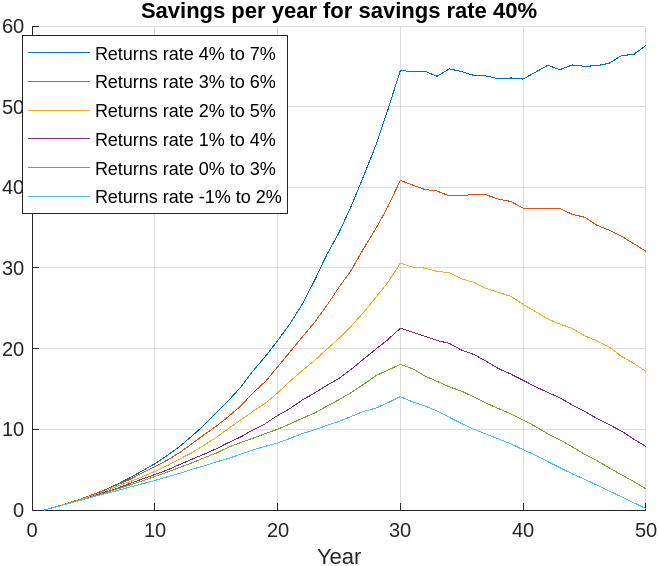 Savings per year for savings rate 40%
60
50
40
30
20
10
0
Returns rate 4% to 7%
Returns rate 3% to 6%
Returns rate 2% to 5%
Returns rate 1% to 4%
Returns rate 0% to 3%
Returns rate -1% to 2%
0 10 20 30 40 50
Year